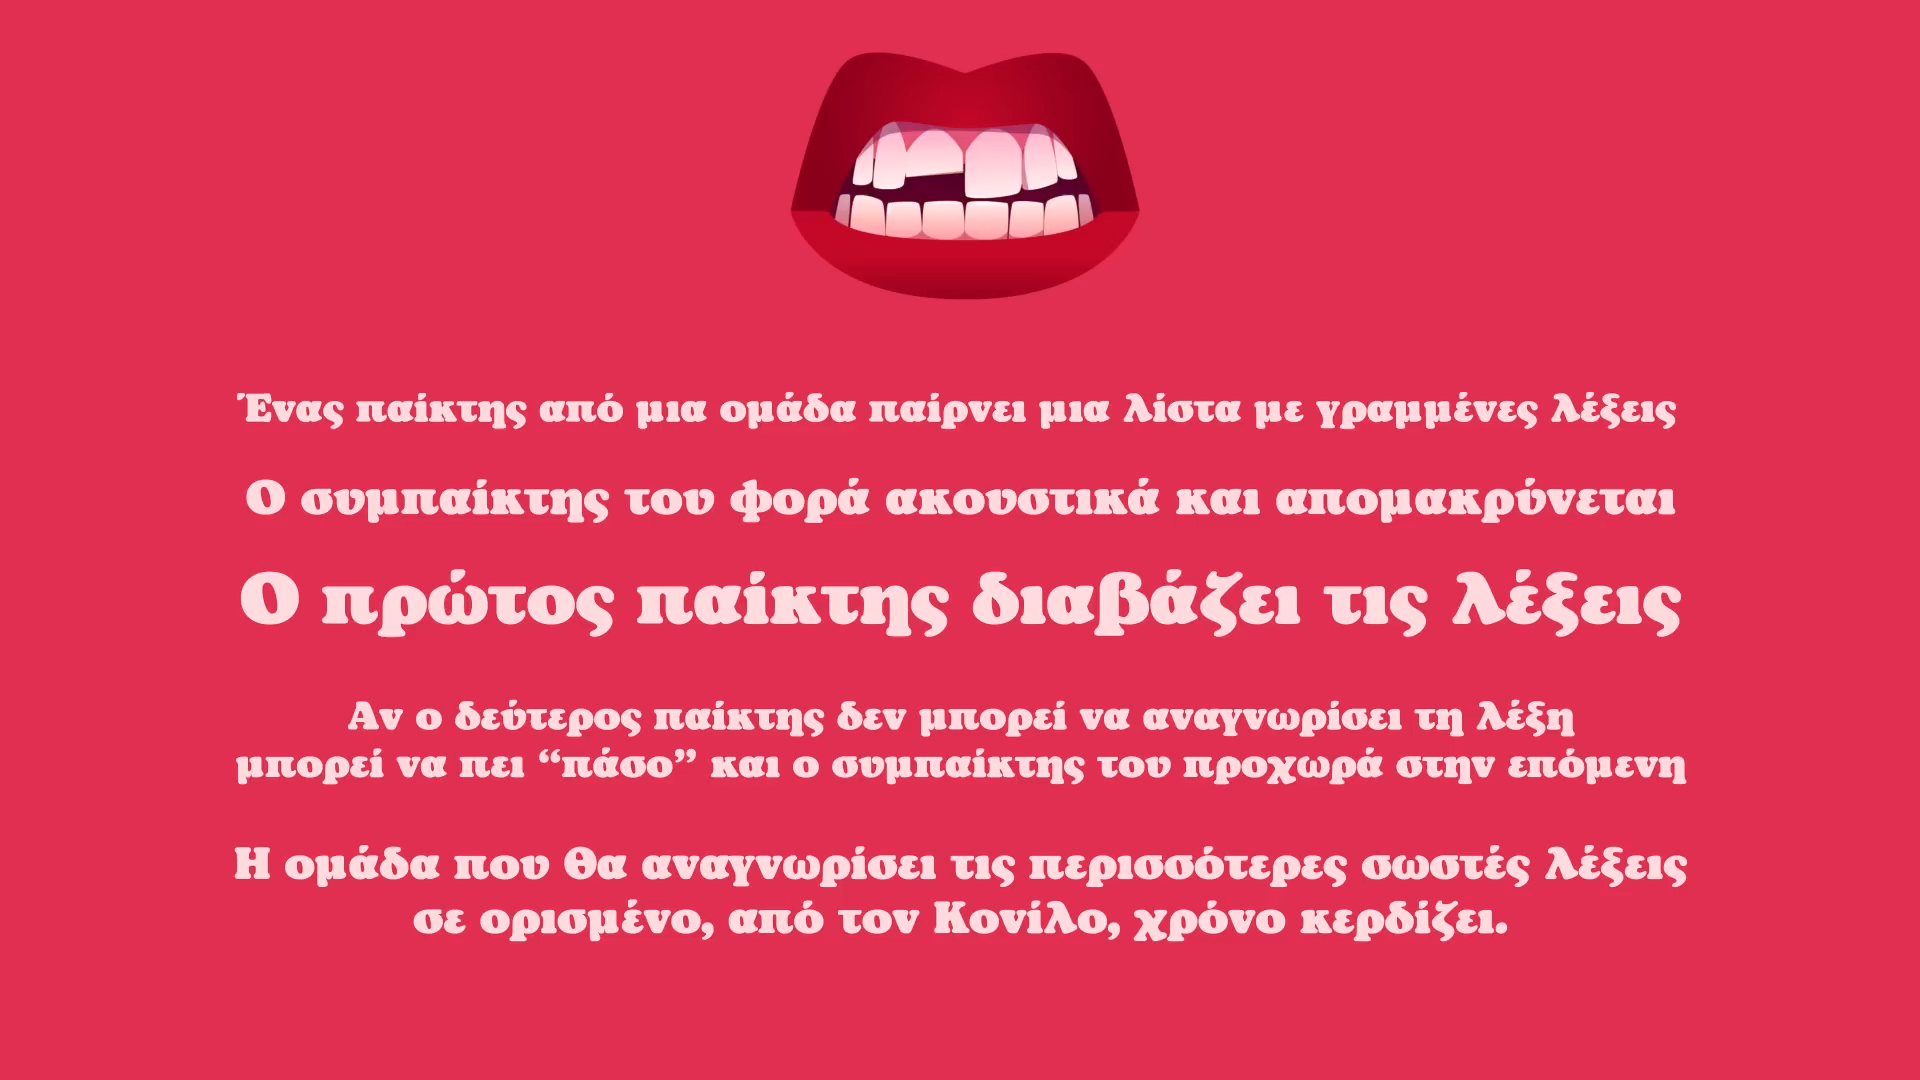 Ένας παίκτης από μια ομάδα παίρνει μια λίστα με γραμμένες λέξεις
Ο συμπαίκτης του φορά ακουστικά και απομακρύνεται
Ο πρώτος παίκτης διαβάζει τις λέξεις
Αν ο δεύτερος παίκτης δεν μπορεί να αναγνωρίσει τη λέξη
μπορεί να πει “πάσο” και ο συμπαίκτης του προχωρά στην επόμενη
Η ομάδα που θα αναγνωρίσει τις περισσότερες σωστές λέξεις
σε ορισμένο, από τον Κονίλο, χρόνο κερδίζει.